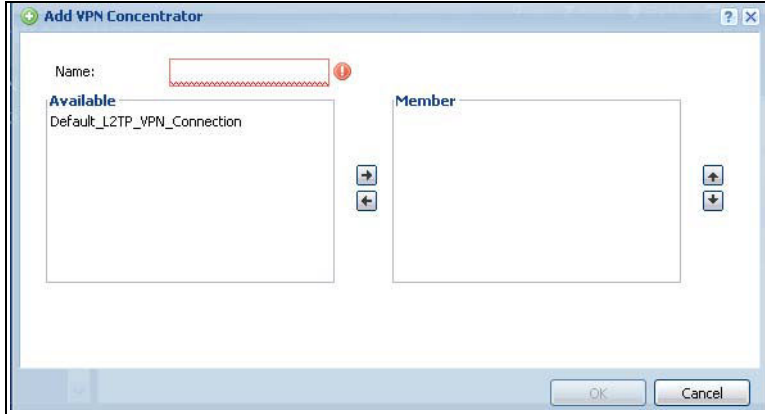 Add VPN Concentrator
Name:
Available
Default_L2TP_VPN_Connection
Member
OK
Cancel